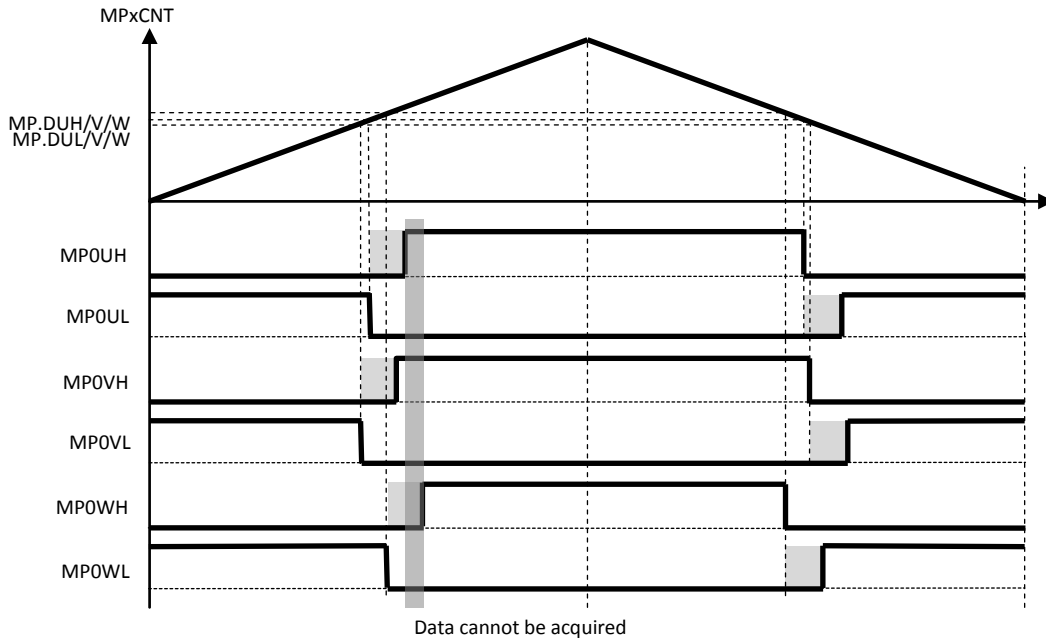 MPxCNT
MP.DUH/V/W
MP.DUL/V/W
MP0UH
MP0UL
MP0VH
MP0VL
MP0WH
MP0WL
Data cannot be acquired